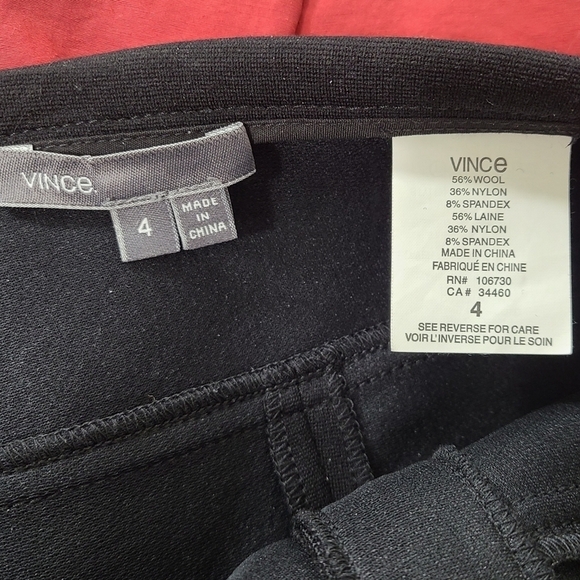 VINCe.
4
MADE
IN
CHINA
VINCe
56% WOOL
36% NYLON
8% SPANDEX
56% LAINE
36% NYLON
8% SPANDEX
MADE IN CHINA
FABRIQUÉ EN CHINE
RN# 106730
CA# 34460
4
SEE REVERSE FOR CARE
VOIR L'INVERSE POUR LE SOIN